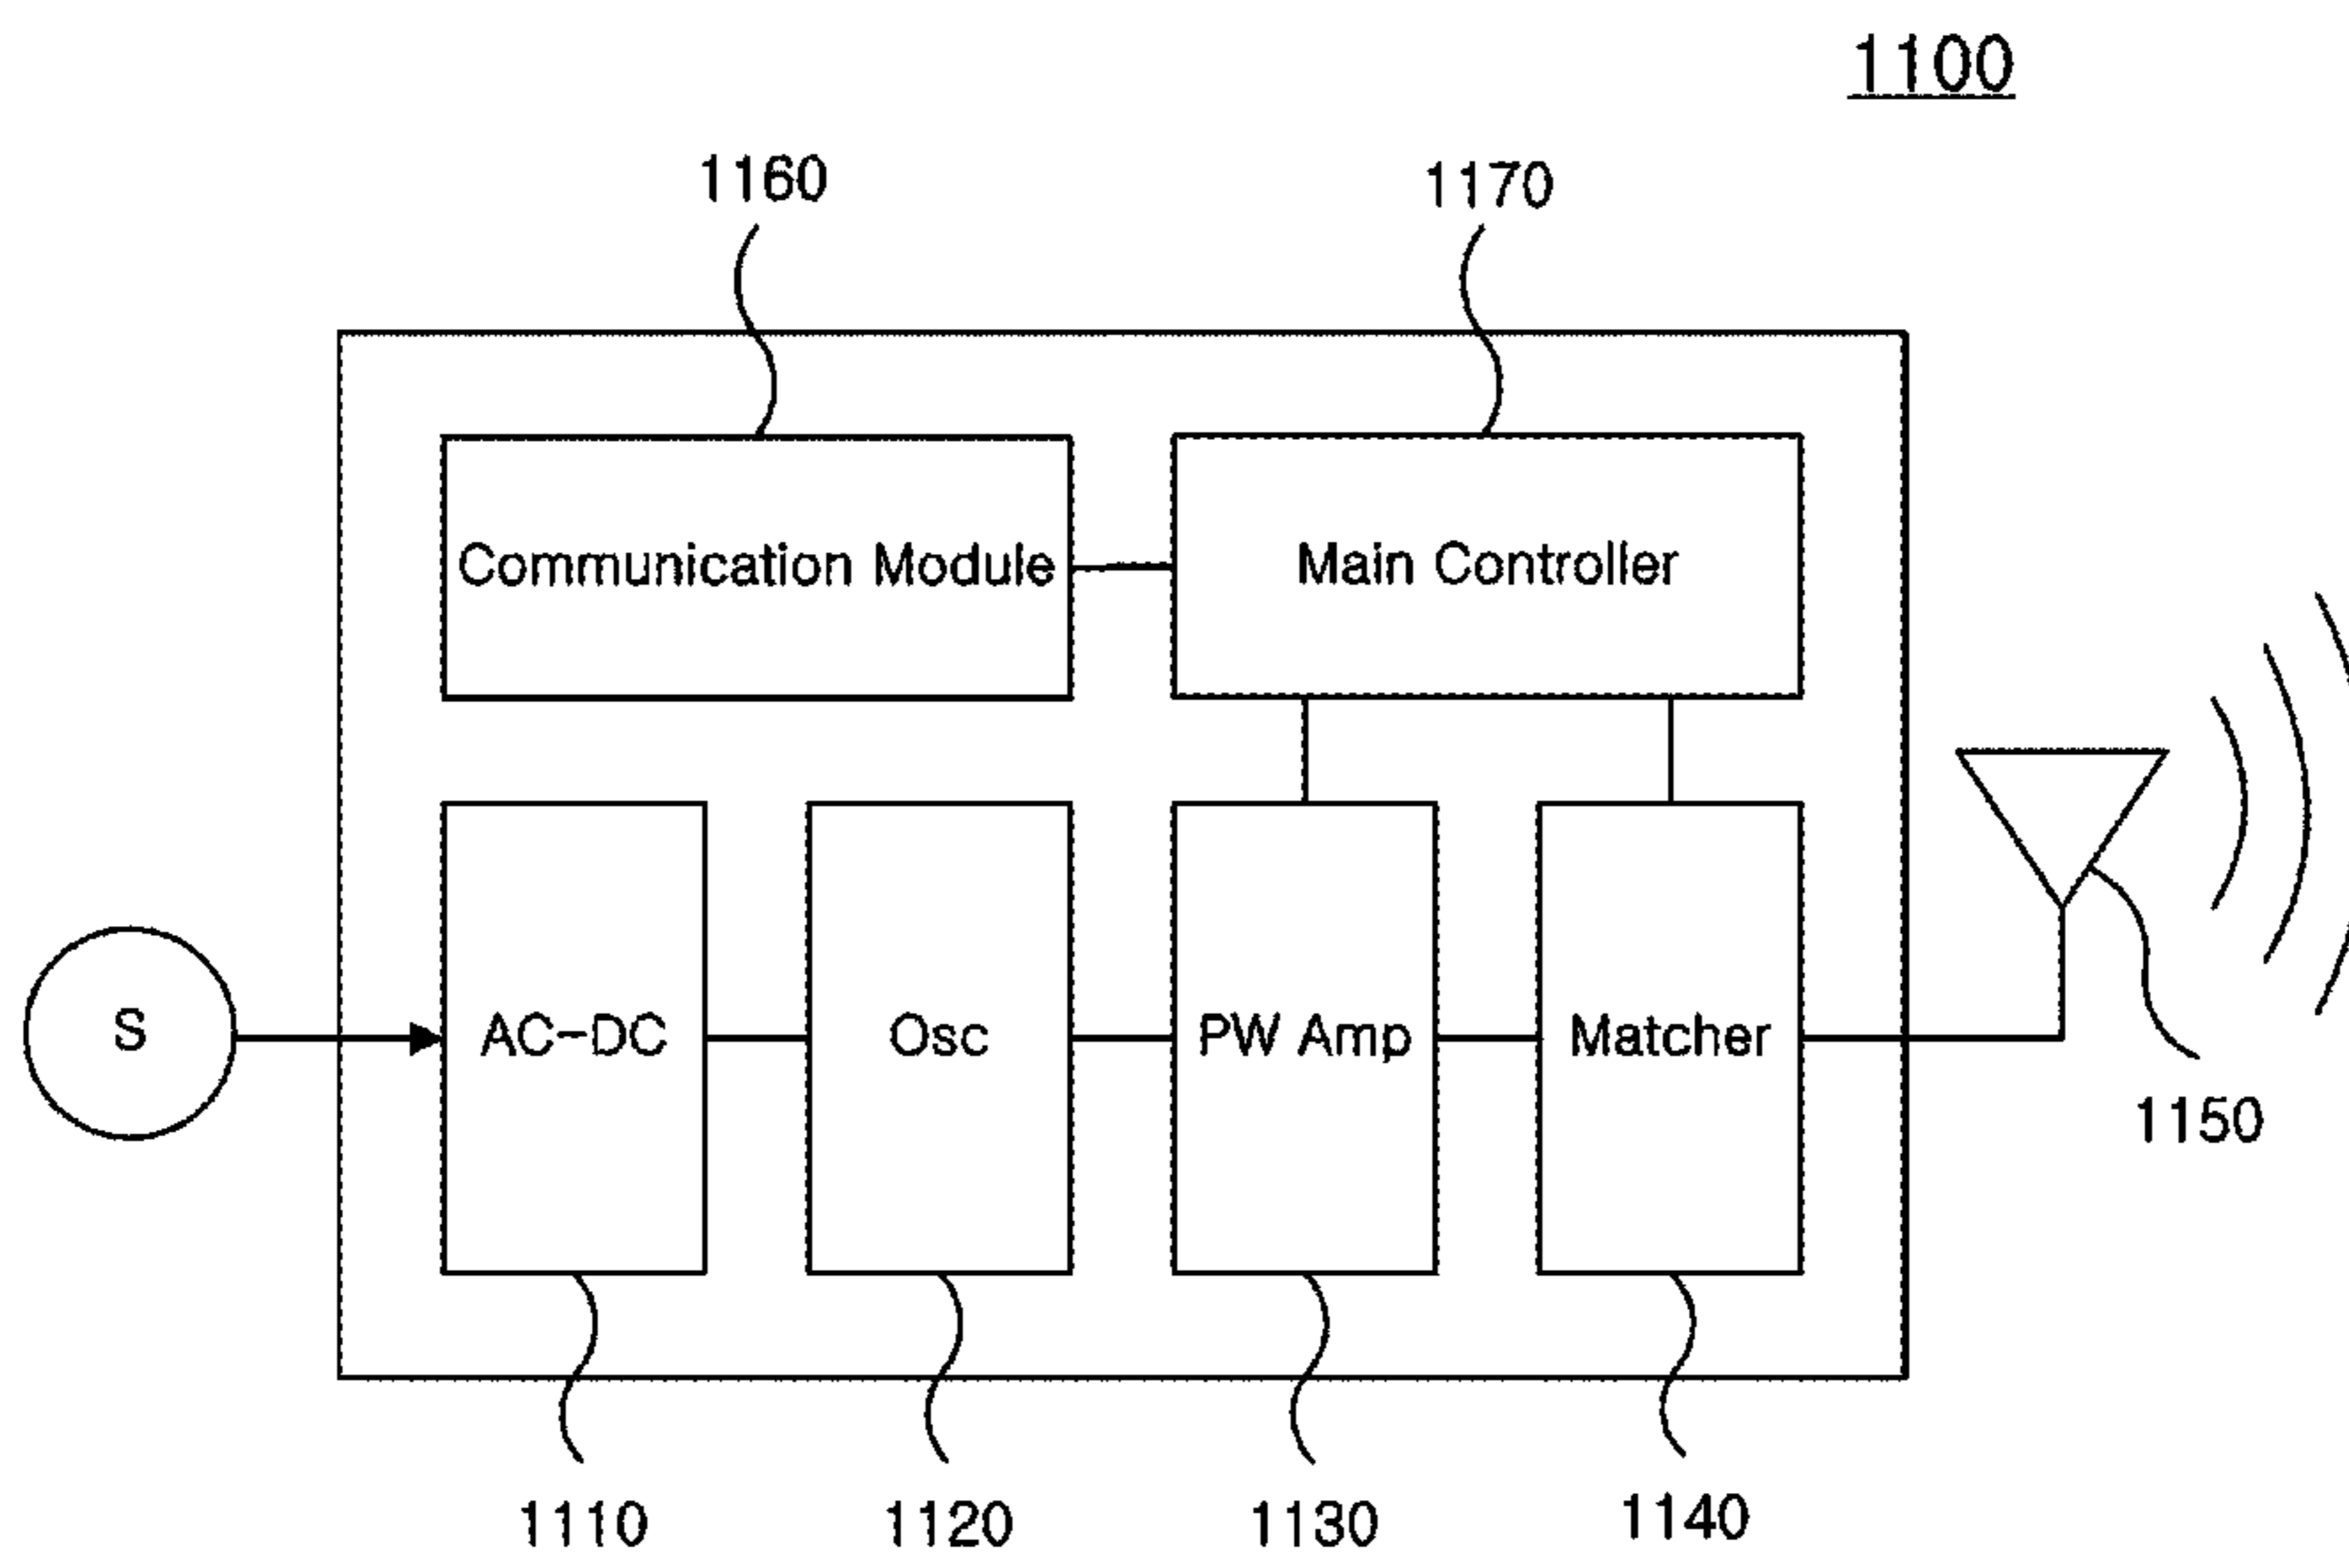 1100
1160
1170
Communication Module
Main Controller
S
AC-DC
Osc
PW Amp
Matcher
1150
1110
1120
1130
1140